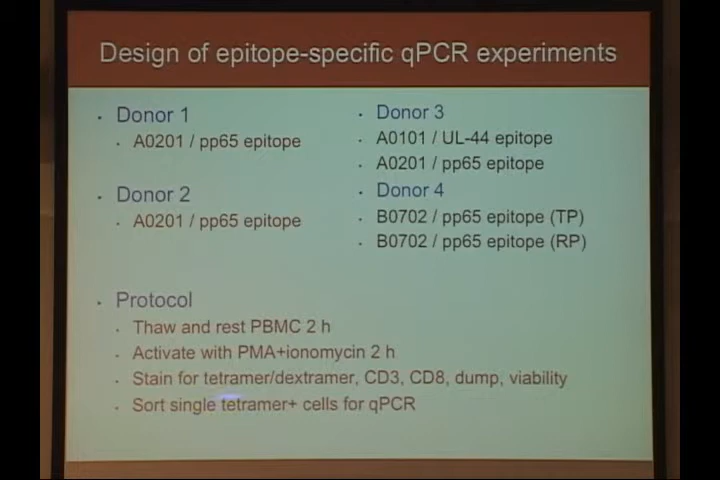 Design of epitope-specific qPCR experiments
Donor 1
A0201 / pp65 epitope
Donor 2
A0201 / pp65 epitope
Donor 3
A0101 / UL-44 epitope
A0201 / pp65 epitope
Donor 4
B0702 / pp65 epitope (TP)
B0702 / pp65 epitope (RP)
Protocol
Thaw and rest PBMC 2 h
Activate with PMA+ionomycin 2 h
Stain for tetramer/dextramer, CD3, CD8, dump, viability
Sort single tetramer+ cells for qPCR